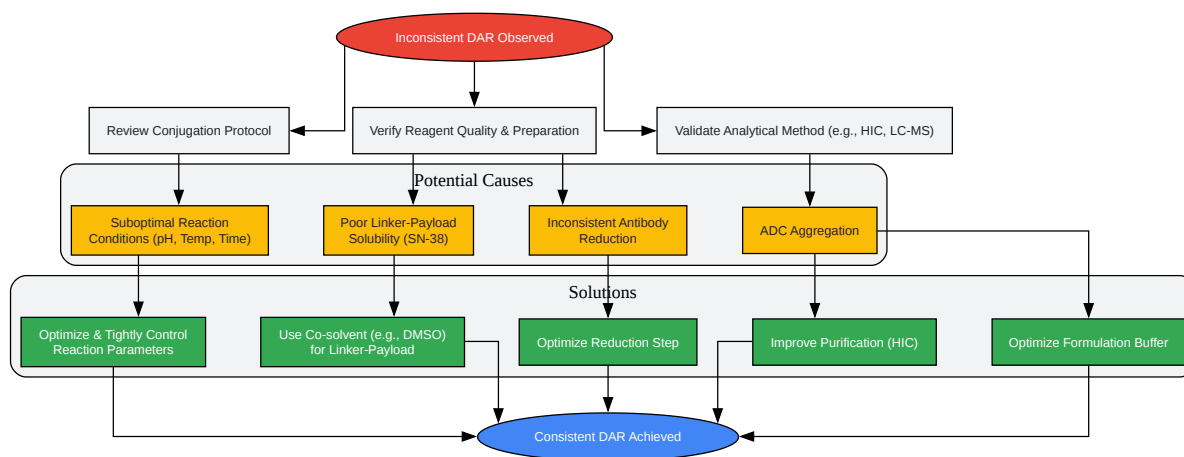 Inconsistent DAR Observed
Review Conjugation Protocol
Verify Reagent Quality & Preparation
Validate Analytical Method (e.g., HIC, LC-MS)
Potential Causes
Suboptimal Reaction
Conditions (pH, Temp, Time)
Poor Linker-Payload
Solubility (SN-38)
Inconsistent Antibody
Reduction
ADC Aggregation
Solutions
Optimize & Tightly Control
Reaction Parameters
Use Co-solvent (e.g., DMSO)
for Linker-Payload
Optimize Reduction Step
Improve Purification (HIC)
Optimize Formulation Buffer
Consistent DAR Achieved